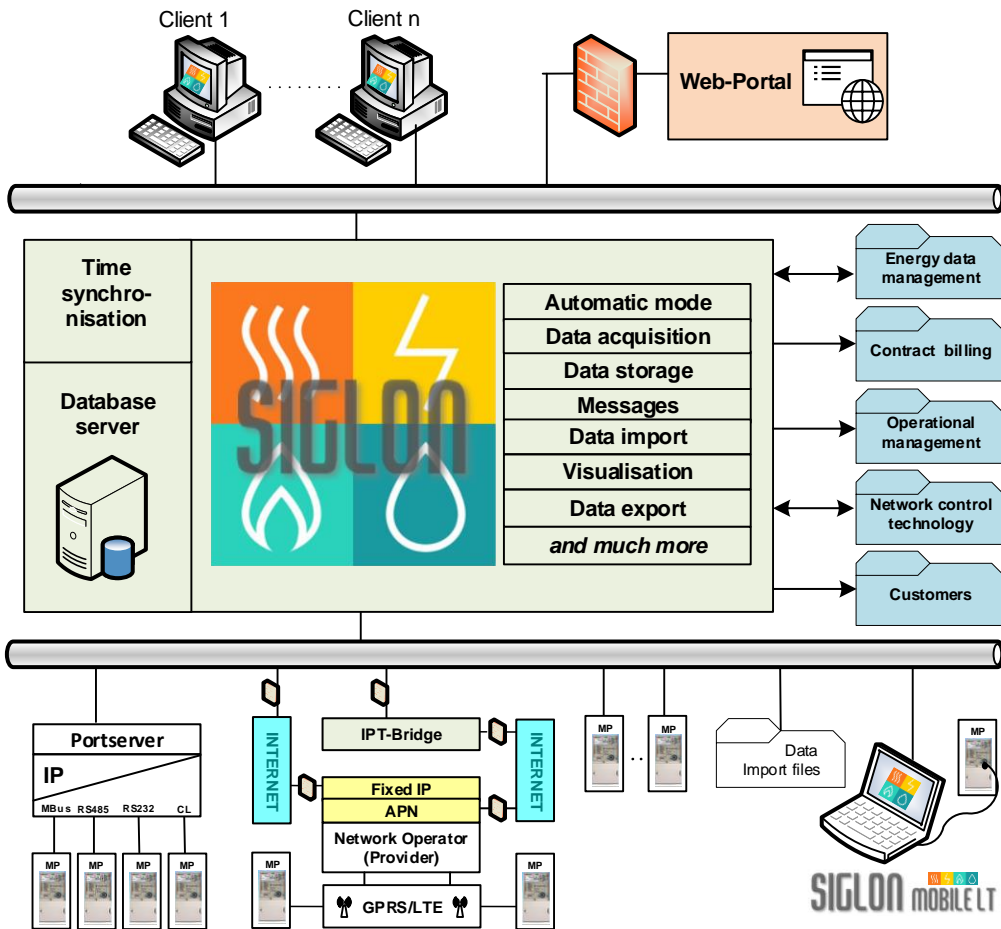 Client 1
Client n
Web-Portal
Time
synchro-
nisation
Database
server
SIGLON
Automatic mode
Data acquisition
Data storage
Messages
Data import
Visualisation
Data export
and much more
Energy data
management
Contract billing
Operational
management
Network control
technology
Customers
Portserver
IP
MBus RS485 RS232 CL
MP
MP
MP
MP
INTERNET
IPT-Bridge
INTERNET
Fixed IP
APN
Network Operator
(Provider)
MP
GPRS/LTE
MP
MP
MP
Data
Import files
MP
SIGLON MOBILE LT